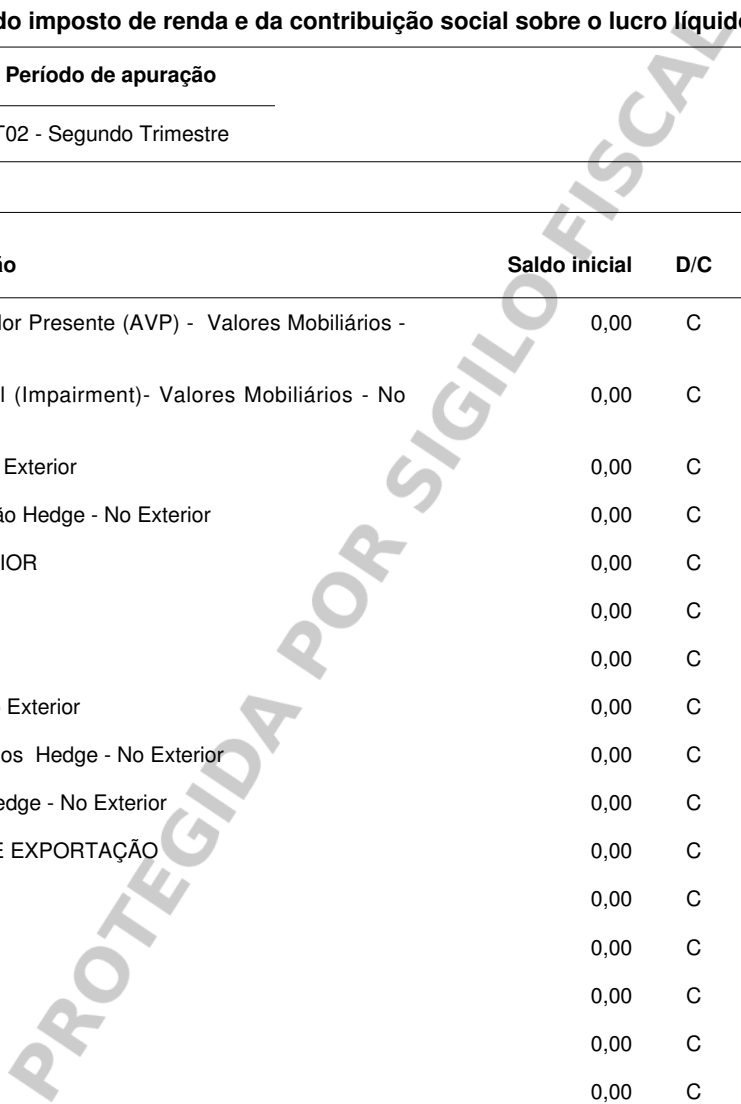 do imposto de renda e da contribuição social sobre o lucro líquido
Período de apuração
T02 - Segundo Trimestre
Saldo inicial D/C
lor Presente (AVP) - Valores Mobiliários - 0,00 C
l (Impairment)- Valores Mobiliários - No 0,00 C
Exterior 0,00 C
ão Hedge - No Exterior 0,00 C
IOR 0,00 C
0,00 C
0,00 C
Exterior 0,00 C
os Hedge - No Exterior 0,00 C
edge - No Exterior 0,00 C
E EXPORTAÇÃO 0,00 C
0,00 C
0,00 C
0,00 C
0,00 C
0,00 C
PROTEGIDA POR SIGILO FISCAL